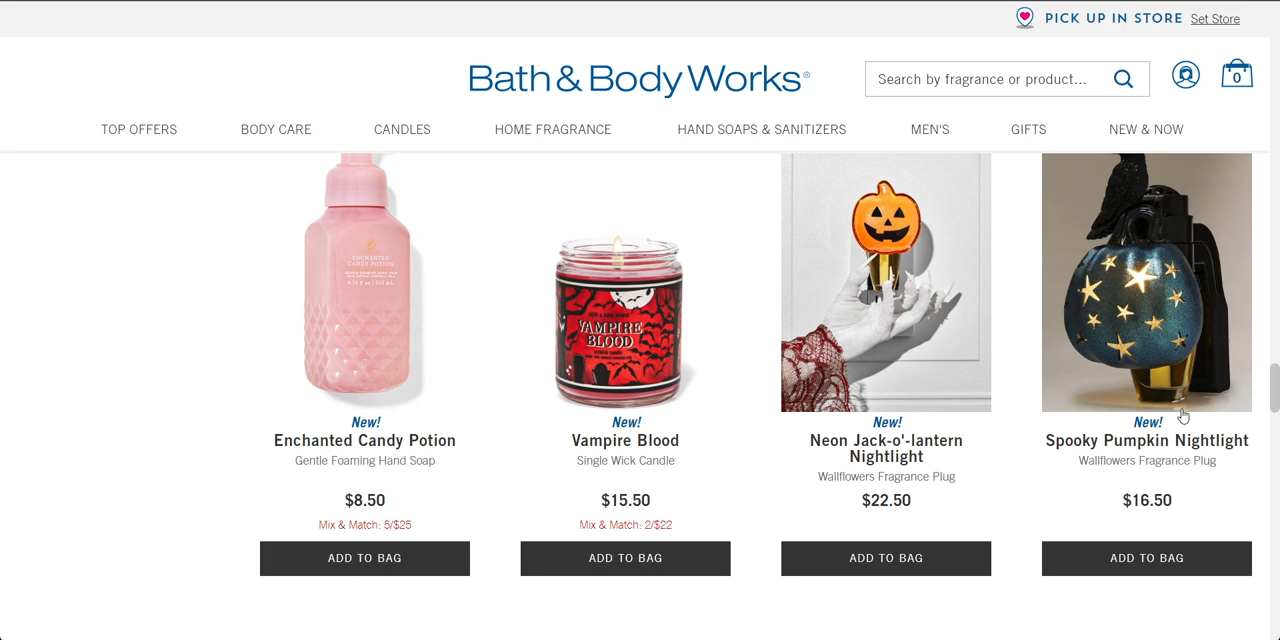 PICK UP IN STORE Set Store
Bath & Body Works®
Search by fragrance or product...
0
TOP OFFERS BODY CARE CANDLES HOME FRAGRANCE HAND SOAPS & SANITIZERS MEN'S GIFTS NEW & NOW
ENCHANTED
CANDY POTION
VAMPIRE
BLOOD
scented candle
New!
Enchanted Candy Potion
Gentle Foaming Hand Soap
$8.50
Mix & Match: 5/$25
ADD TO BAG
New!
Vampire Blood
Single Wick Candle
$15.50
Mix & Match: 2/$22
ADD TO BAG
New!
Neon Jack-o'-lantern
Nightlight
Wallflowers Fragrance Plug
$22.50
ADD TO BAG
New!
Spooky Pumpkin Nightlight
Wallflowers Fragrance Plug
$16.50
ADD TO BAG